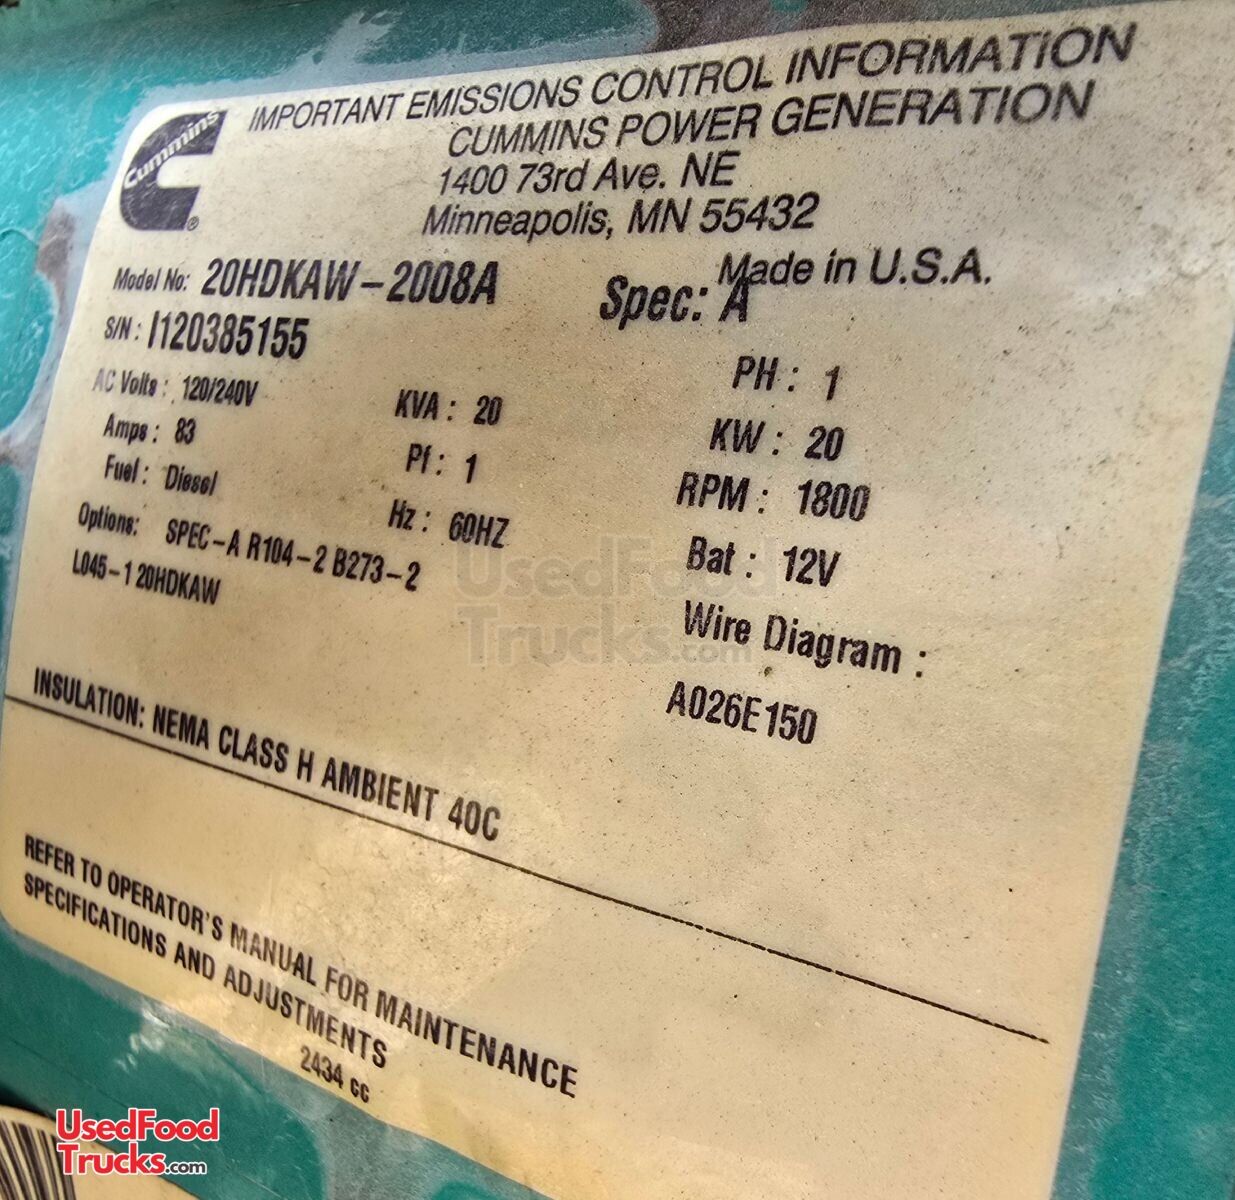 Cummins
®
IMPORTANT EMISSIONS CONTROL INFORMATION
CUMMINS POWER GENERATION
1400 73rd Ave. NE
Minneapolis, MN 55432
Made in U.S.A.
Model No: 20HDKAW-2008A
Spec: A
S/N: I120385155
AC Volts: 120/240V
KVA: 20
PH: 1
Amps: 83
Pf: 1
KW: 20
Fuel: Diesel
Hz: 60HZ
RPM: 1800
Options: SPEC-A R104-2 B273-2
Bat: 12V
L045-1 20HDKAW
Wire Diagram:
A026E150
INSULATION: NEMA CLASS H AMBIENT 40C
REFER TO OPERATOR'S MANUAL FOR MAINTENANCE
SPECIFICATIONS AND ADJUSTMENTS
2434 cc
UsedFood
Trucks.com
UsedFood
Trucks.com